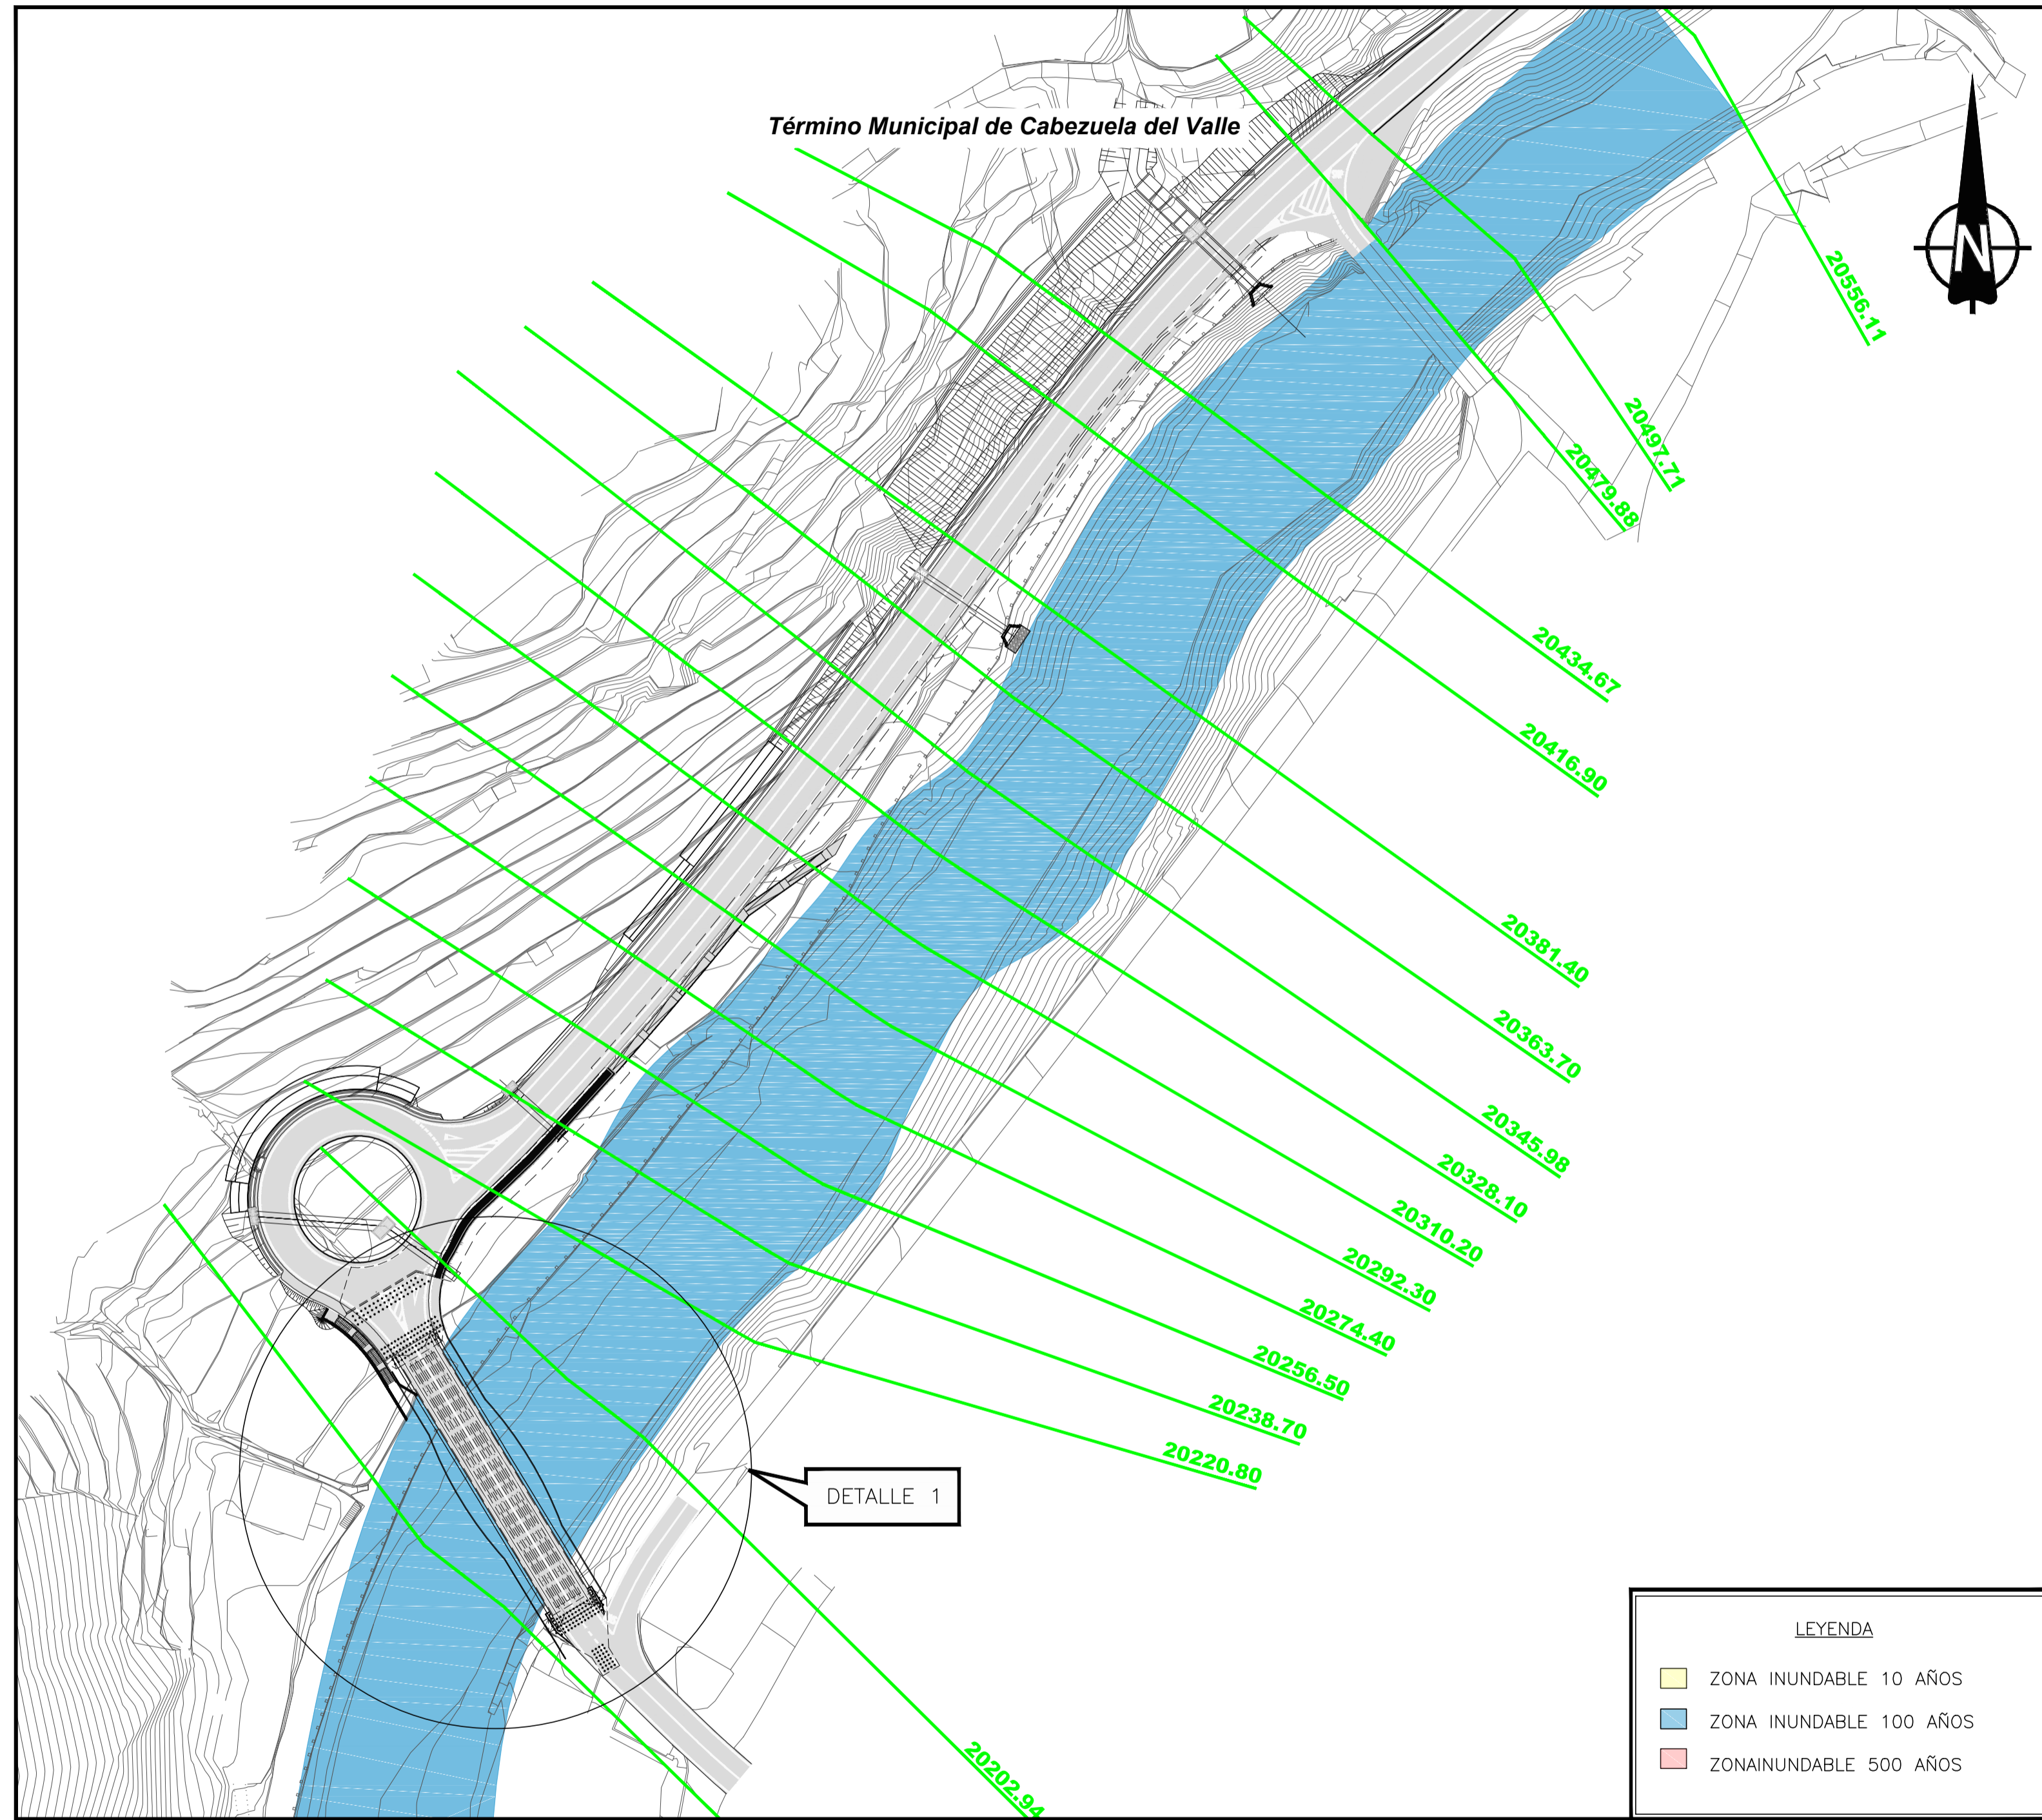 Término Municipal de Cabezuela del Valle
N
20556.11
20497.71
20479.88
20434.67
20416.90
20381.40
20363.70
20345.98
20328.10
20310.20
20292.30
20274.40
20256.50
20238.70
20220.80
20202.94
DETALLE 1
LEYENDA
ZONA INUNDABLE 10 AÑOS
ZONA INUNDABLE 100 AÑOS
ZONAINUNDABLE 500 AÑOS